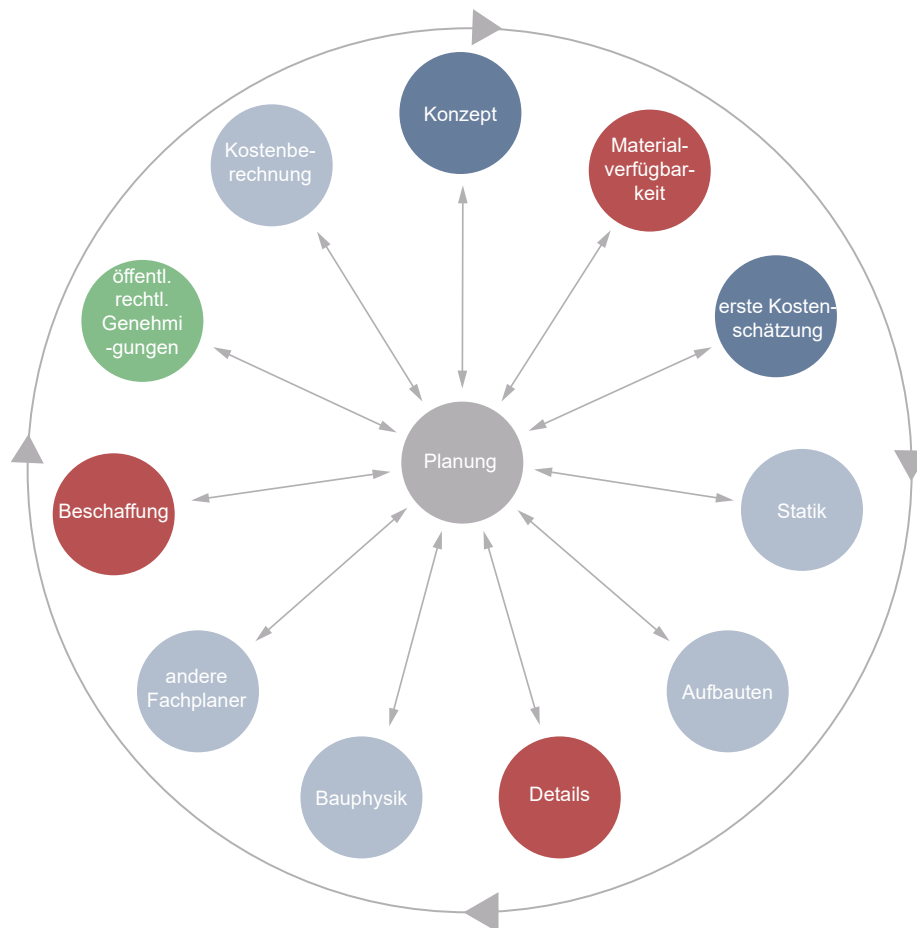 Konzept
Material-
verfügbar-
keit
erste Kosten-
schätzung
Statik
Aufbauten
Details
Bauphysik
andere
Fachplaner
Beschaffung
öffentl.
rechtl.
Genehmi
-gungen
Kostenbe-
rechnung
Planung